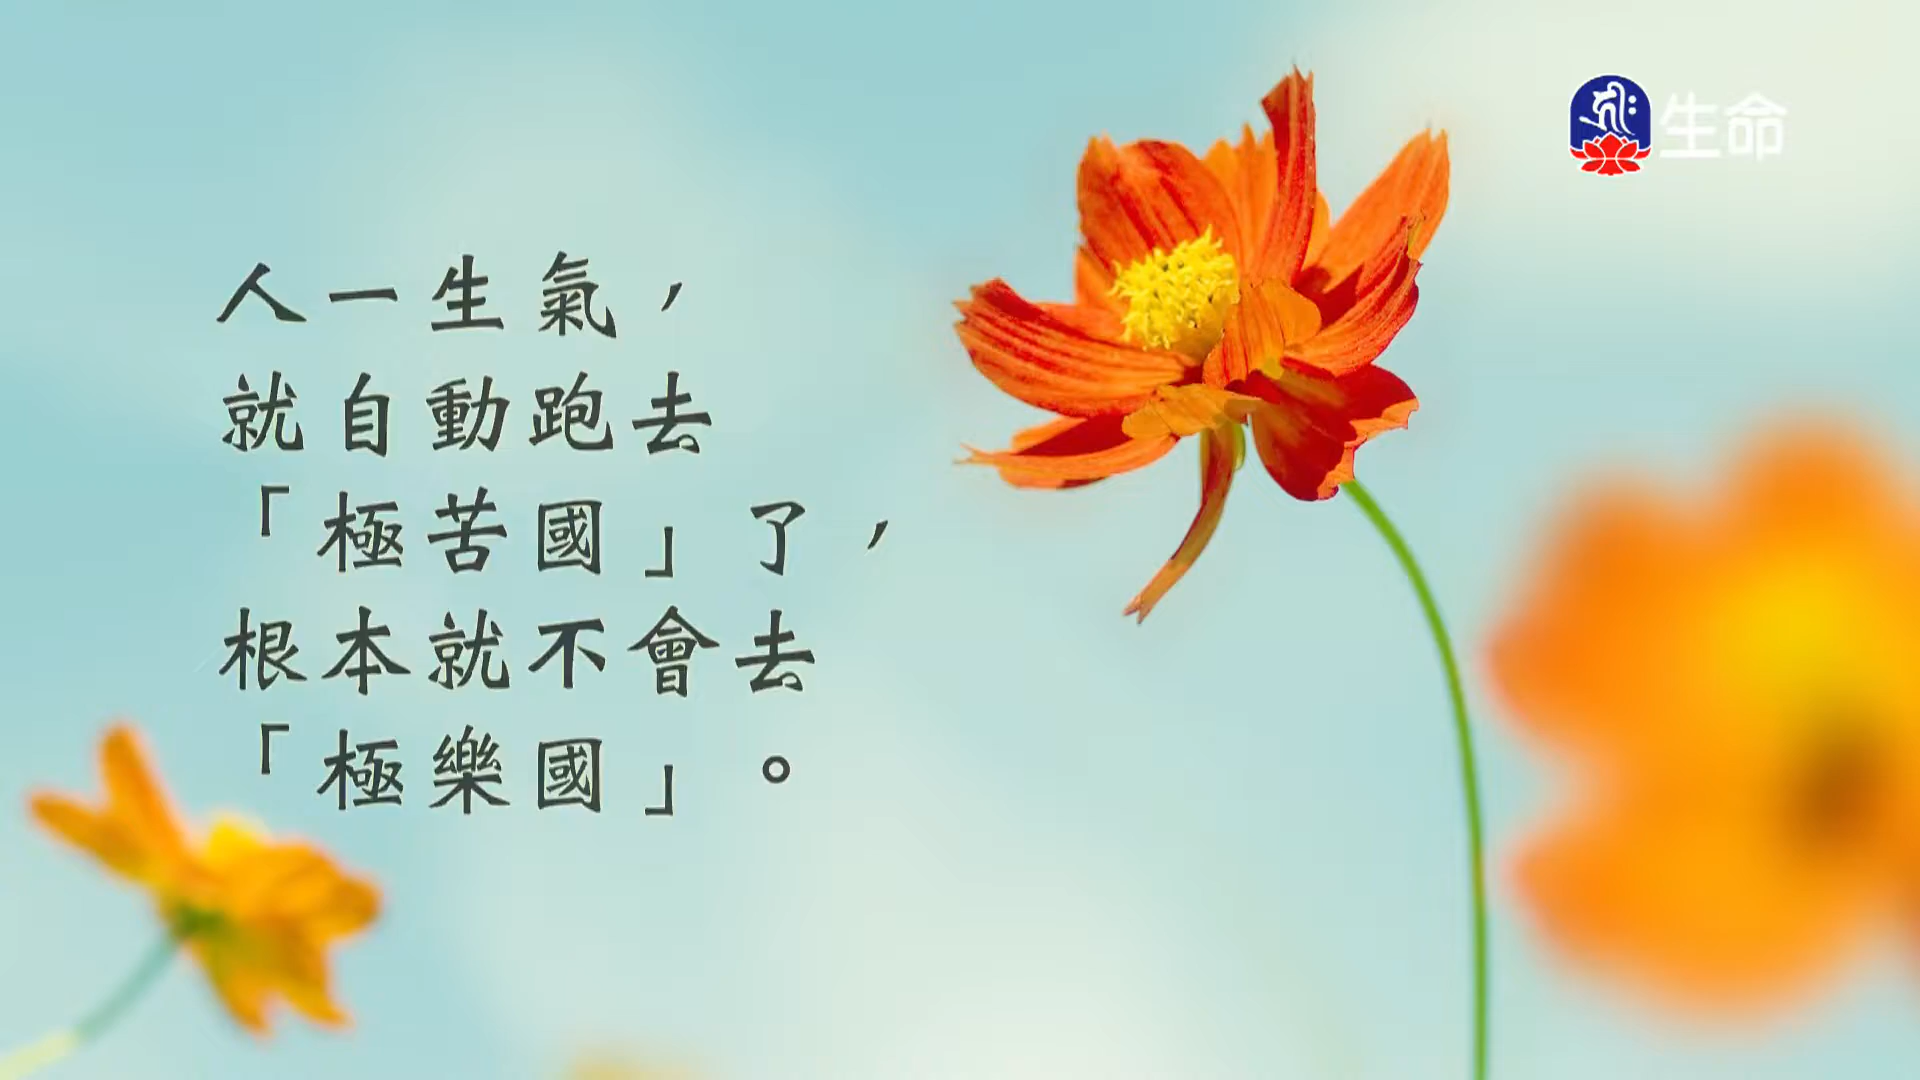 生命
人一生氣，
就自動跑去
「極苦國」了，
根本就不會去
「極樂國」。